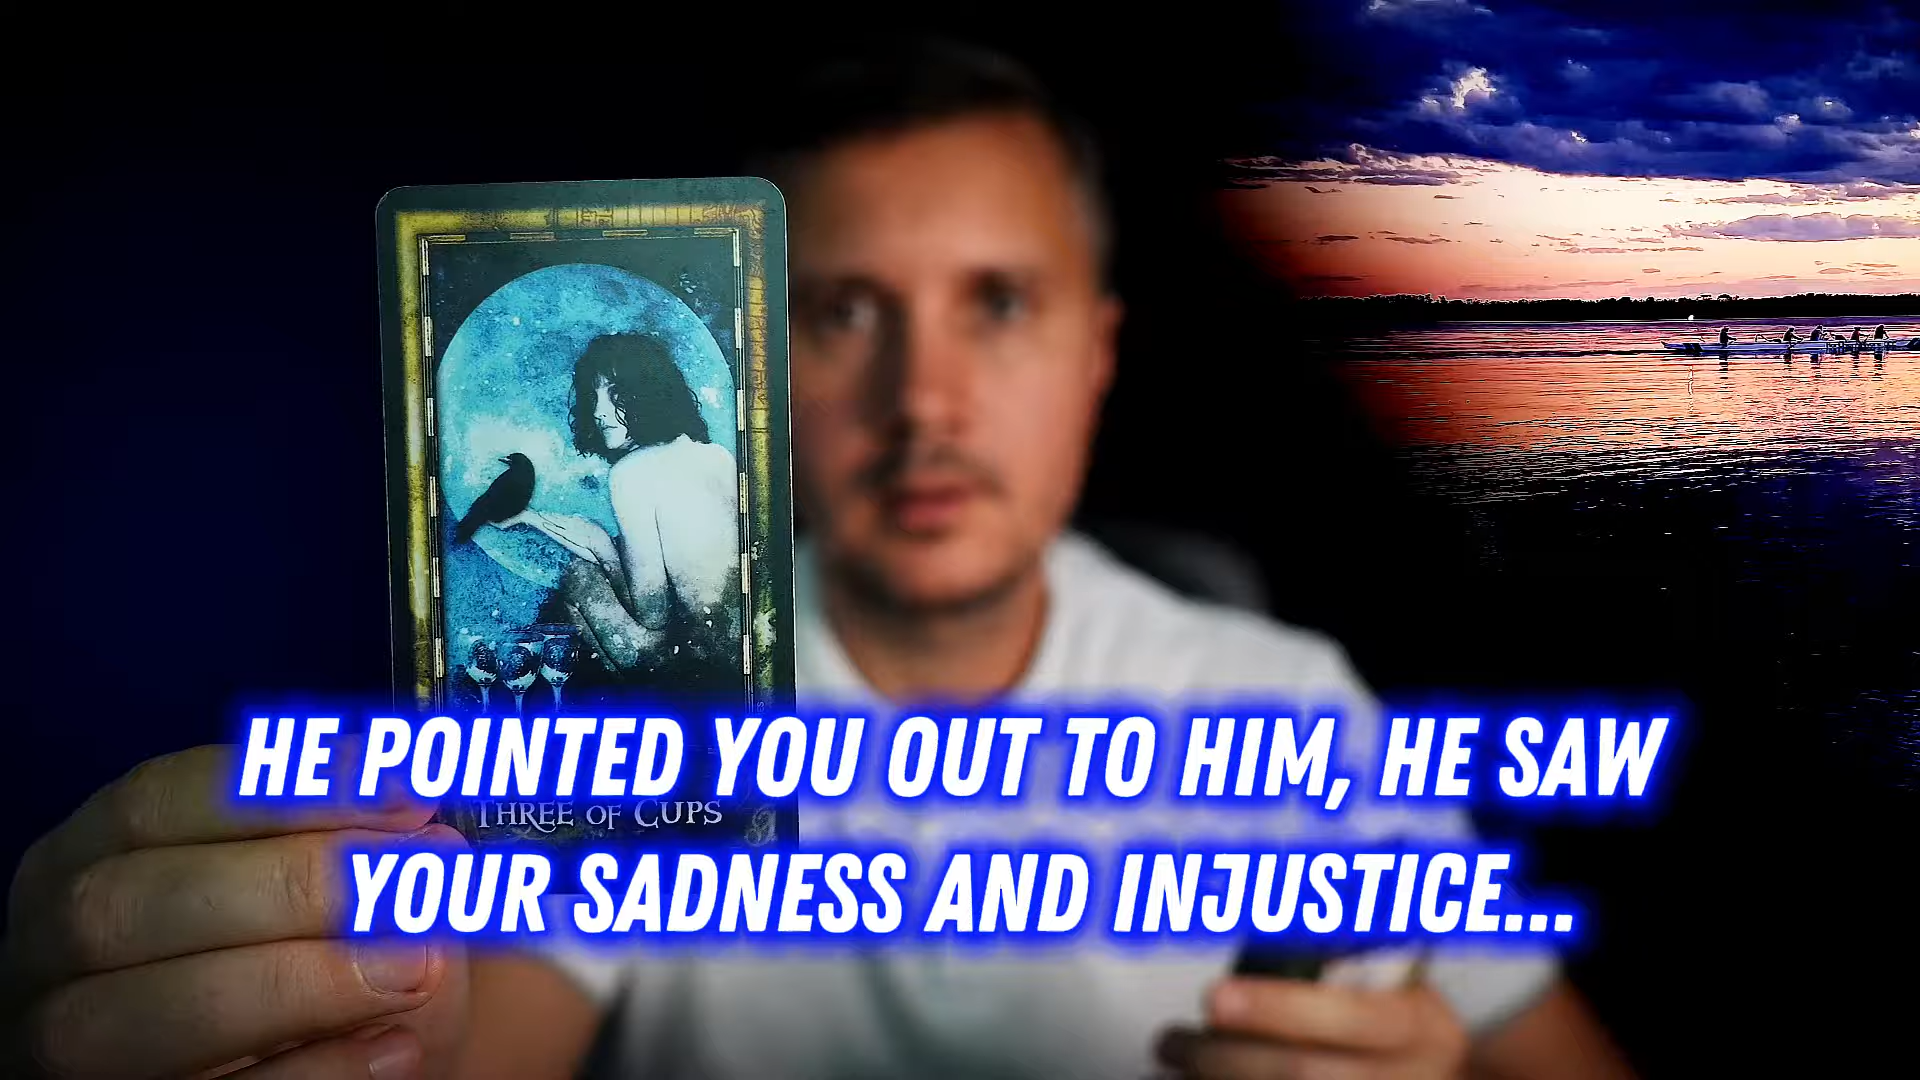 HE POINTED YOU OUT TO HIM, HE SAW
THREE OF CUPS
YOUR SADNESS AND INJUSTICE...